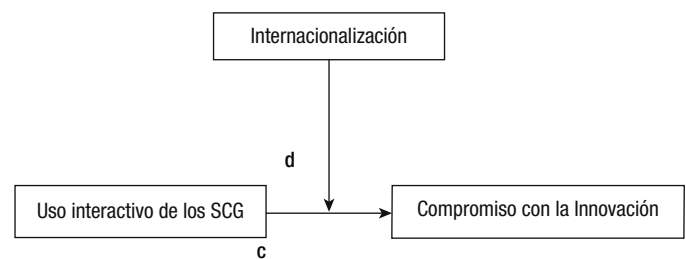 Internacionalización
d
Uso interactivo de los SCG
Compromiso con la Innovación
c